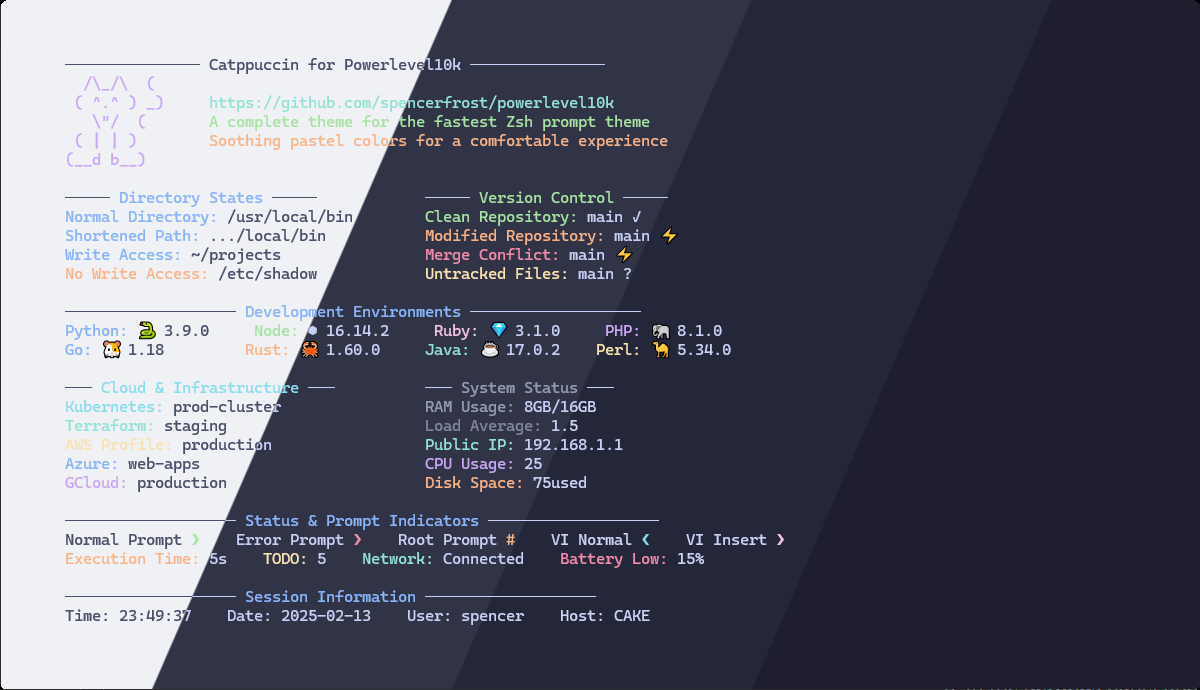 Catppuccin for Powerlevel10k
/\_/\  (
( ^.^ ) _)
https://github.com/spencerfrost/powerlevel10k
\"/  (
A complete theme for the fastest Zsh prompt theme
( | | )
Soothing pastel colors for a comfortable experience
(__d b__)
Directory States
Normal Directory: /usr/local/bin
Shortened Path: .../local/bin
Write Access: ~/projects
No Write Access: /etc/shadow
Version Control
Clean Repository: main ✓
Modified Repository: main ⚡
Merge Conflict: main ⚡
Untracked Files: main ?
Development Environments
Python: 🐍 3.9.0 Node: ⬢ 16.14.2 Ruby: 💎 3.1.0 PHP: 🐘 8.1.0
Go: 🐹 1.18 Rust: 🦀 1.60.0 Java: ☕ 17.0.2 Perl: 🐪 5.34.0
Cloud & Infrastructure
Kubernetes: prod-cluster
Terraform: staging
AWS Profile: production
Azure: web-apps
GCloud: production
System Status
RAM Usage: 8GB/16GB
Load Average: 1.5
Public IP: 192.168.1.1
CPU Usage: 25
Disk Space: 75used
Status & Prompt Indicators
Normal Prompt ❯ Error Prompt ❯ Root Prompt # VI Normal ❮ VI Insert ❯
Execution Time: 5s TODO: 5 Network: Connected Battery Low: 15%
Session Information
Time: 23:49:37 Date: 2025-02-13 User: spencer Host: CAKE